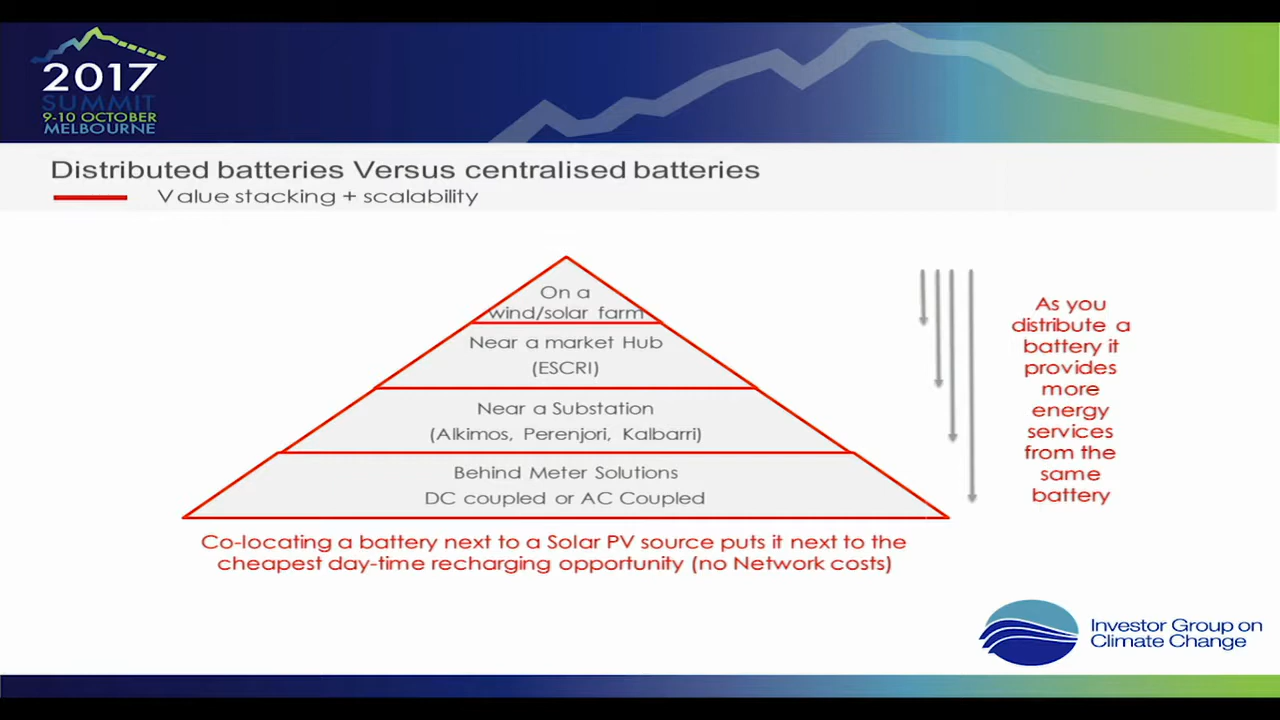 2017
SUMMIT
9-10 OCTOBER
MELBOURNE
Distributed batteries Versus centralised batteries
Value stacking + scalability
On a
wind/solar farm
Near a market Hub
(ESCRI)
Near a Substation
(Alkimos, Perenjori, Kalbarri)
Behind Meter Solutions
DC coupled or AC Coupled
As you
distribute a
battery it
provides
more
energy
services
from the
same
battery
Co-locating a battery next to a Solar PV source puts it next to the
cheapest day-time recharging opportunity (no Network costs)
Investor Group on
Climate Change